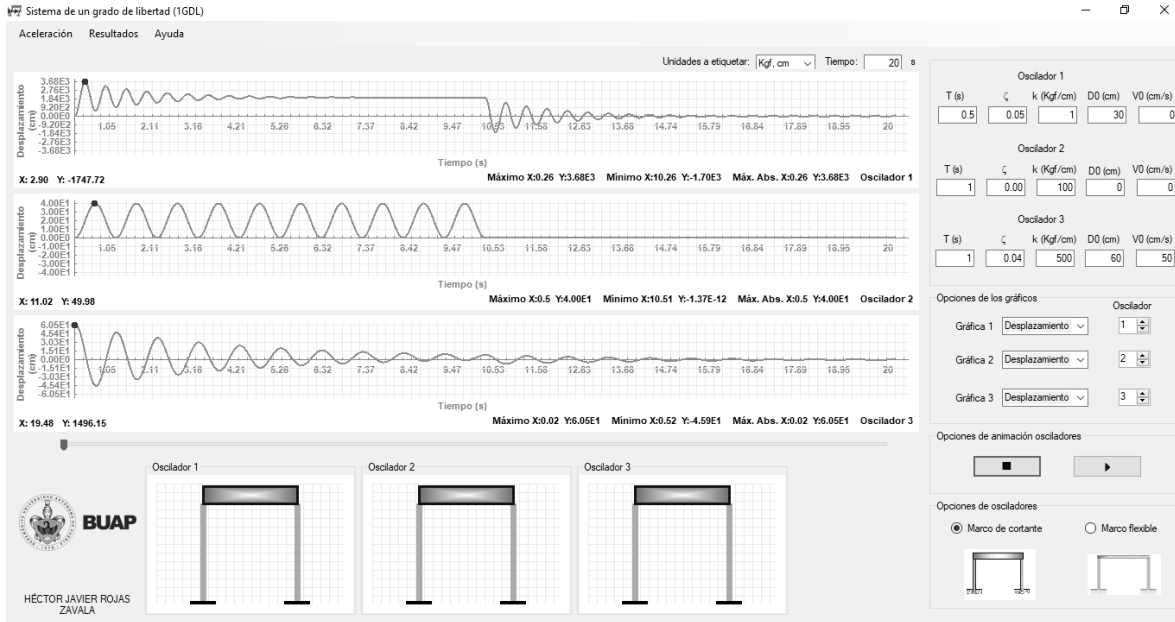 Sistema de un grado de libertad (1GDL)
Aceleración Resultados Ayuda
Unidades a etiquetar: Kgf, cm Tiempo: 20 s
Desplazamiento
(cm)
3.68E3
2.76E3
1.84E3
9.20E2
0.00E0
-9.20E2
-1.84E3
-2.76E3
-3.68E3
1.05 2.11 3.16 4.21 5.26 6.32 7.37 8.42 9.47 10.53 11.58 12.63 13.68 14.74 15.79 16.84 17.89 18.95 20
Tiempo (s)
X: 2.90 Y: -1747.72 Máximo X:0.26 Y:3.68E3 Mínimo X:10.26 Y:-1.70E3 Máx. Abs. X:0.26 Y:3.68E3 Oscilador 1
Desplazamiento
(cm)
4.00E1
3.00E1
2.00E1
1.00E1
0.00E0
-1.00E1
-2.00E1
-3.00E1
-4.00E1
1.05 2.11 3.16 4.21 5.26 6.32 7.37 8.42 9.47 10.53 11.58 12.63 13.68 14.74 15.79 16.84 17.89 18.95 20
Tiempo (s)
X: 11.02 Y: 49.98 Máximo X:0.5 Y:4.00E1 Mínimo X:10.51 Y:-1.37E-12 Máx. Abs. X:0.5 Y:4.00E1 Oscilador 2
Desplazamiento
(cm)
6.05E1
4.54E1
3.03E1
1.51E1
0.00E0
-1.51E1
-3.03E1
-4.54E1
-6.05E1
1.05 2.11 3.16 4.21 5.26 6.32 7.37 8.42 9.47 10.53 11.58 12.63 13.68 14.74 15.79 16.84 17.89 18.95 20
Tiempo (s)
X: 19.48 Y: 1496.15 Máximo X:0.02 Y:6.05E1 Mínimo X:0.52 Y:-4.59E1 Máx. Abs. X:0.02 Y:6.05E1 Oscilador 3
Oscilador 1
T (s) ζ k (Kgf/cm) D0 (cm) V0 (cm/s)
0.5 0.05 1 30 0
Oscilador 2
T (s) ζ k (Kgf/cm) D0 (cm) V0 (cm/s)
1 0.00 100 0 0
Oscilador 3
T (s) ζ k (Kgf/cm) D0 (cm) V0 (cm/s)
1 0.04 500 60 50
Opciones de los gráficos
Oscilador
Gráfica 1 Desplazamiento 1
Gráfica 2 Desplazamiento 2
Gráfica 3 Desplazamiento 3
Opciones de animación osciladores
Opciones de osciladores
Marco de cortante Marco flexible
Oscilador 1 Oscilador 2 Oscilador 3
BUAP
HÉCTOR JAVIER ROJAS
ZAVALA